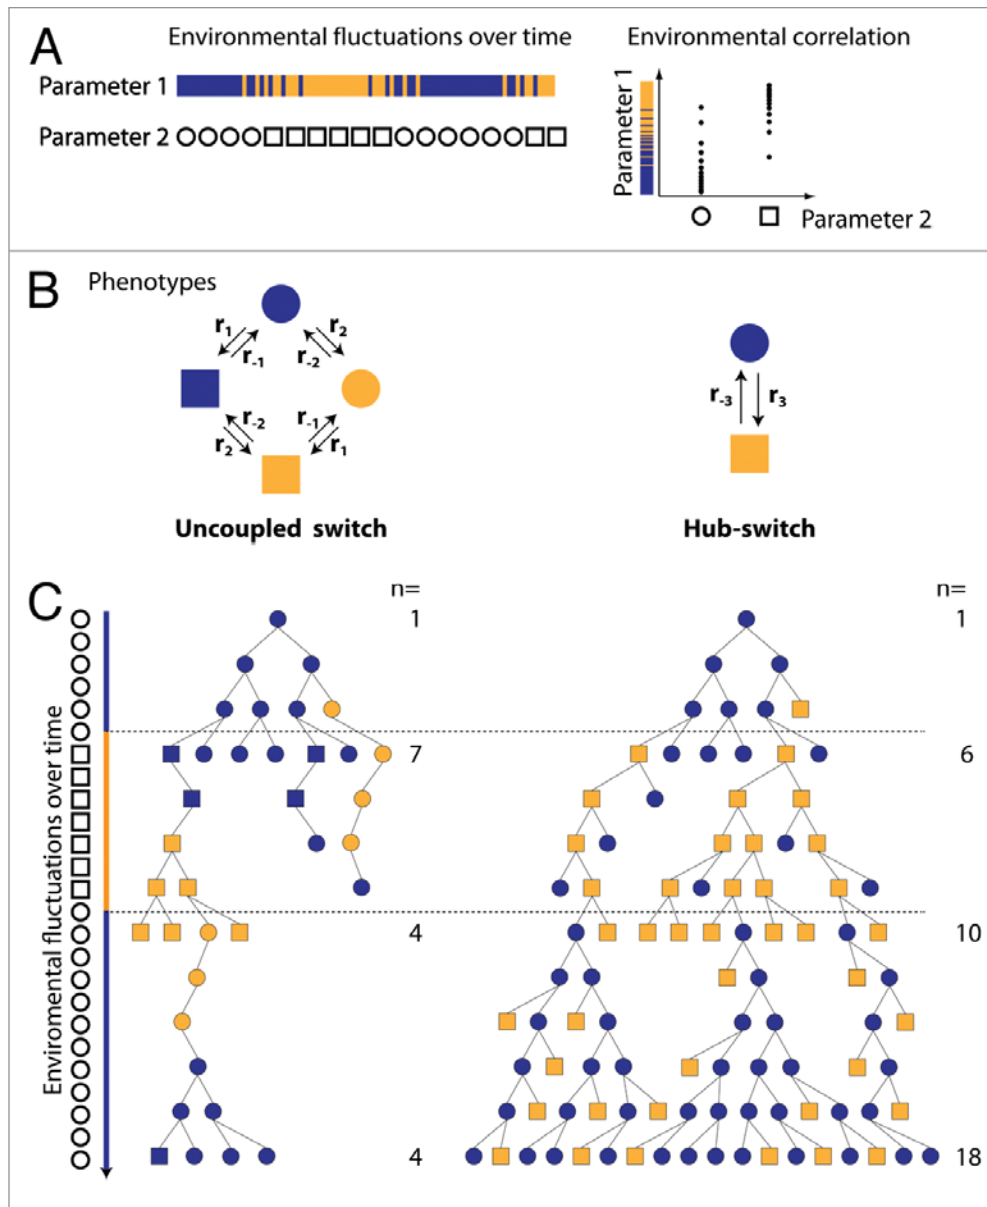 A
Environmental fluctuations over time
Environmental correlation
Parameter 1
Parameter 2
Parameter 1
Parameter 2
B
Phenotypes
r1
r-1
r2
r-2
r-2
r2
r-1
r1
r-3
r3
Uncoupled switch
Hub-switch
C
n=
n=
Enviromental fluctuations over time
1
1
7
6
4
10
4
18